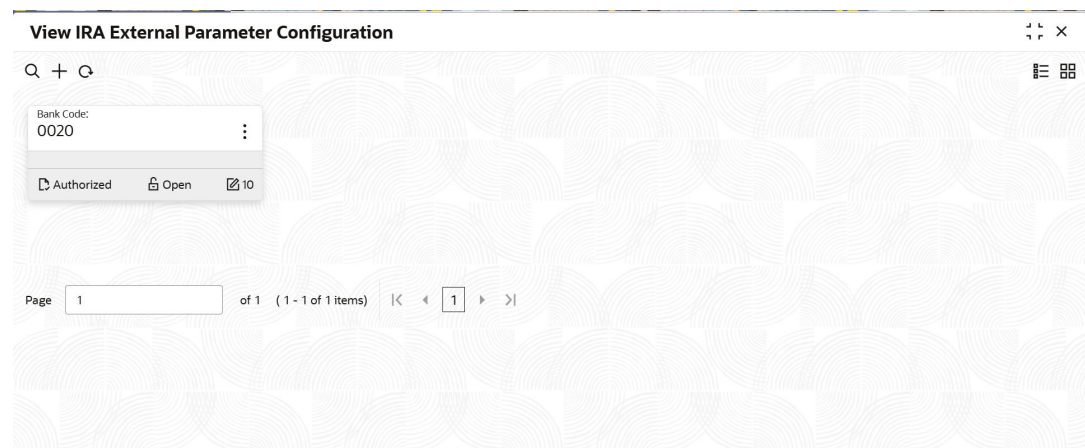 View IRA External Parameter Configuration
Bank Code:
0020
Authorized Open 10
Page 1 of 1 ( 1 - 1 of 1 items) 1